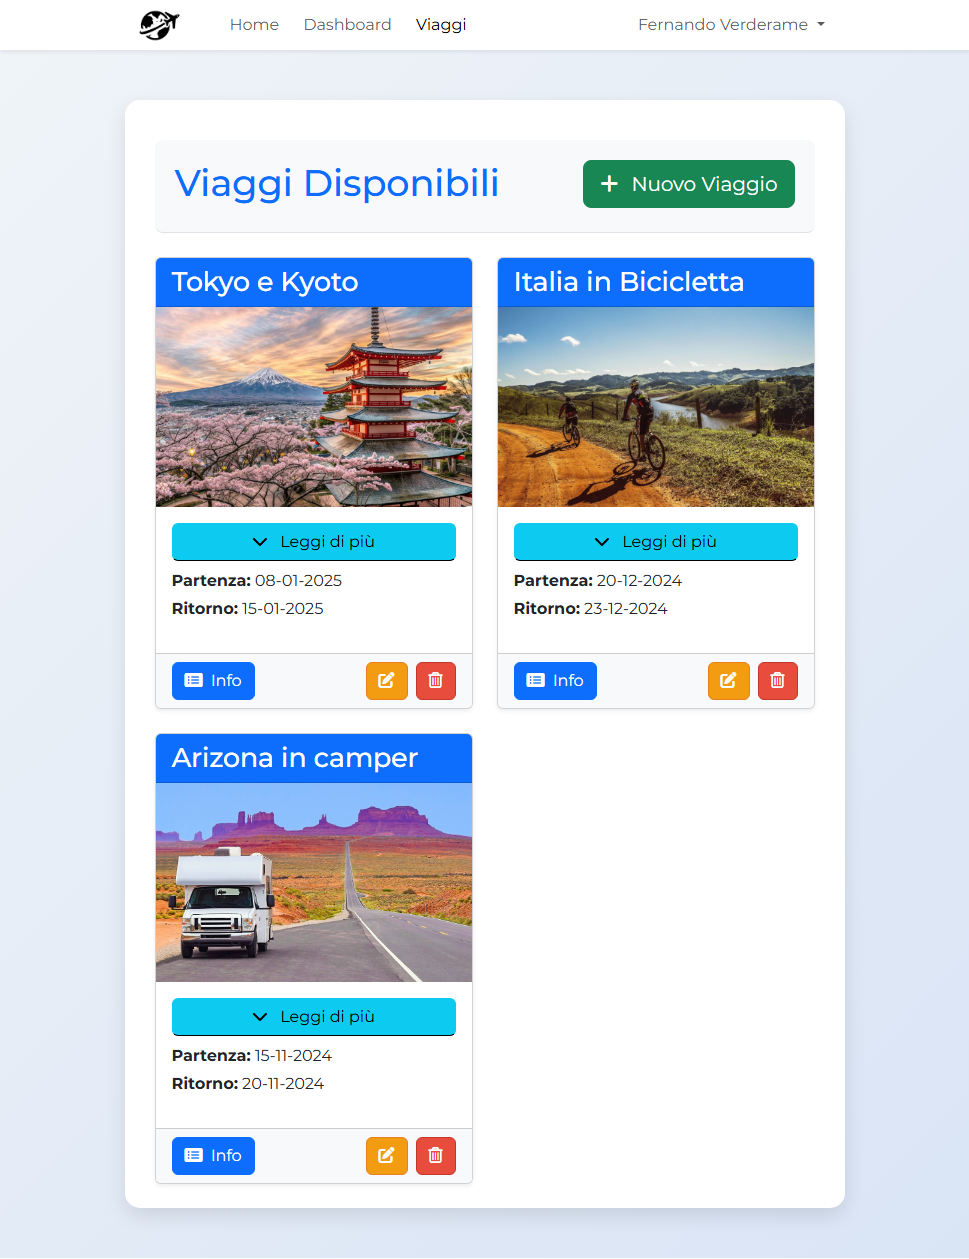 Home Dashboard Viaggi Fernando Verderame
Viaggi Disponibili
Nuovo Viaggio
Tokyo e Kyoto
Leggi di più
Partenza: 08-01-2025
Ritorno: 15-01-2025
Info
Italia in Bicicletta
Leggi di più
Partenza: 20-12-2024
Ritorno: 23-12-2024
Info
Arizona in camper
Leggi di più
Partenza: 15-11-2024
Ritorno: 20-11-2024
Info